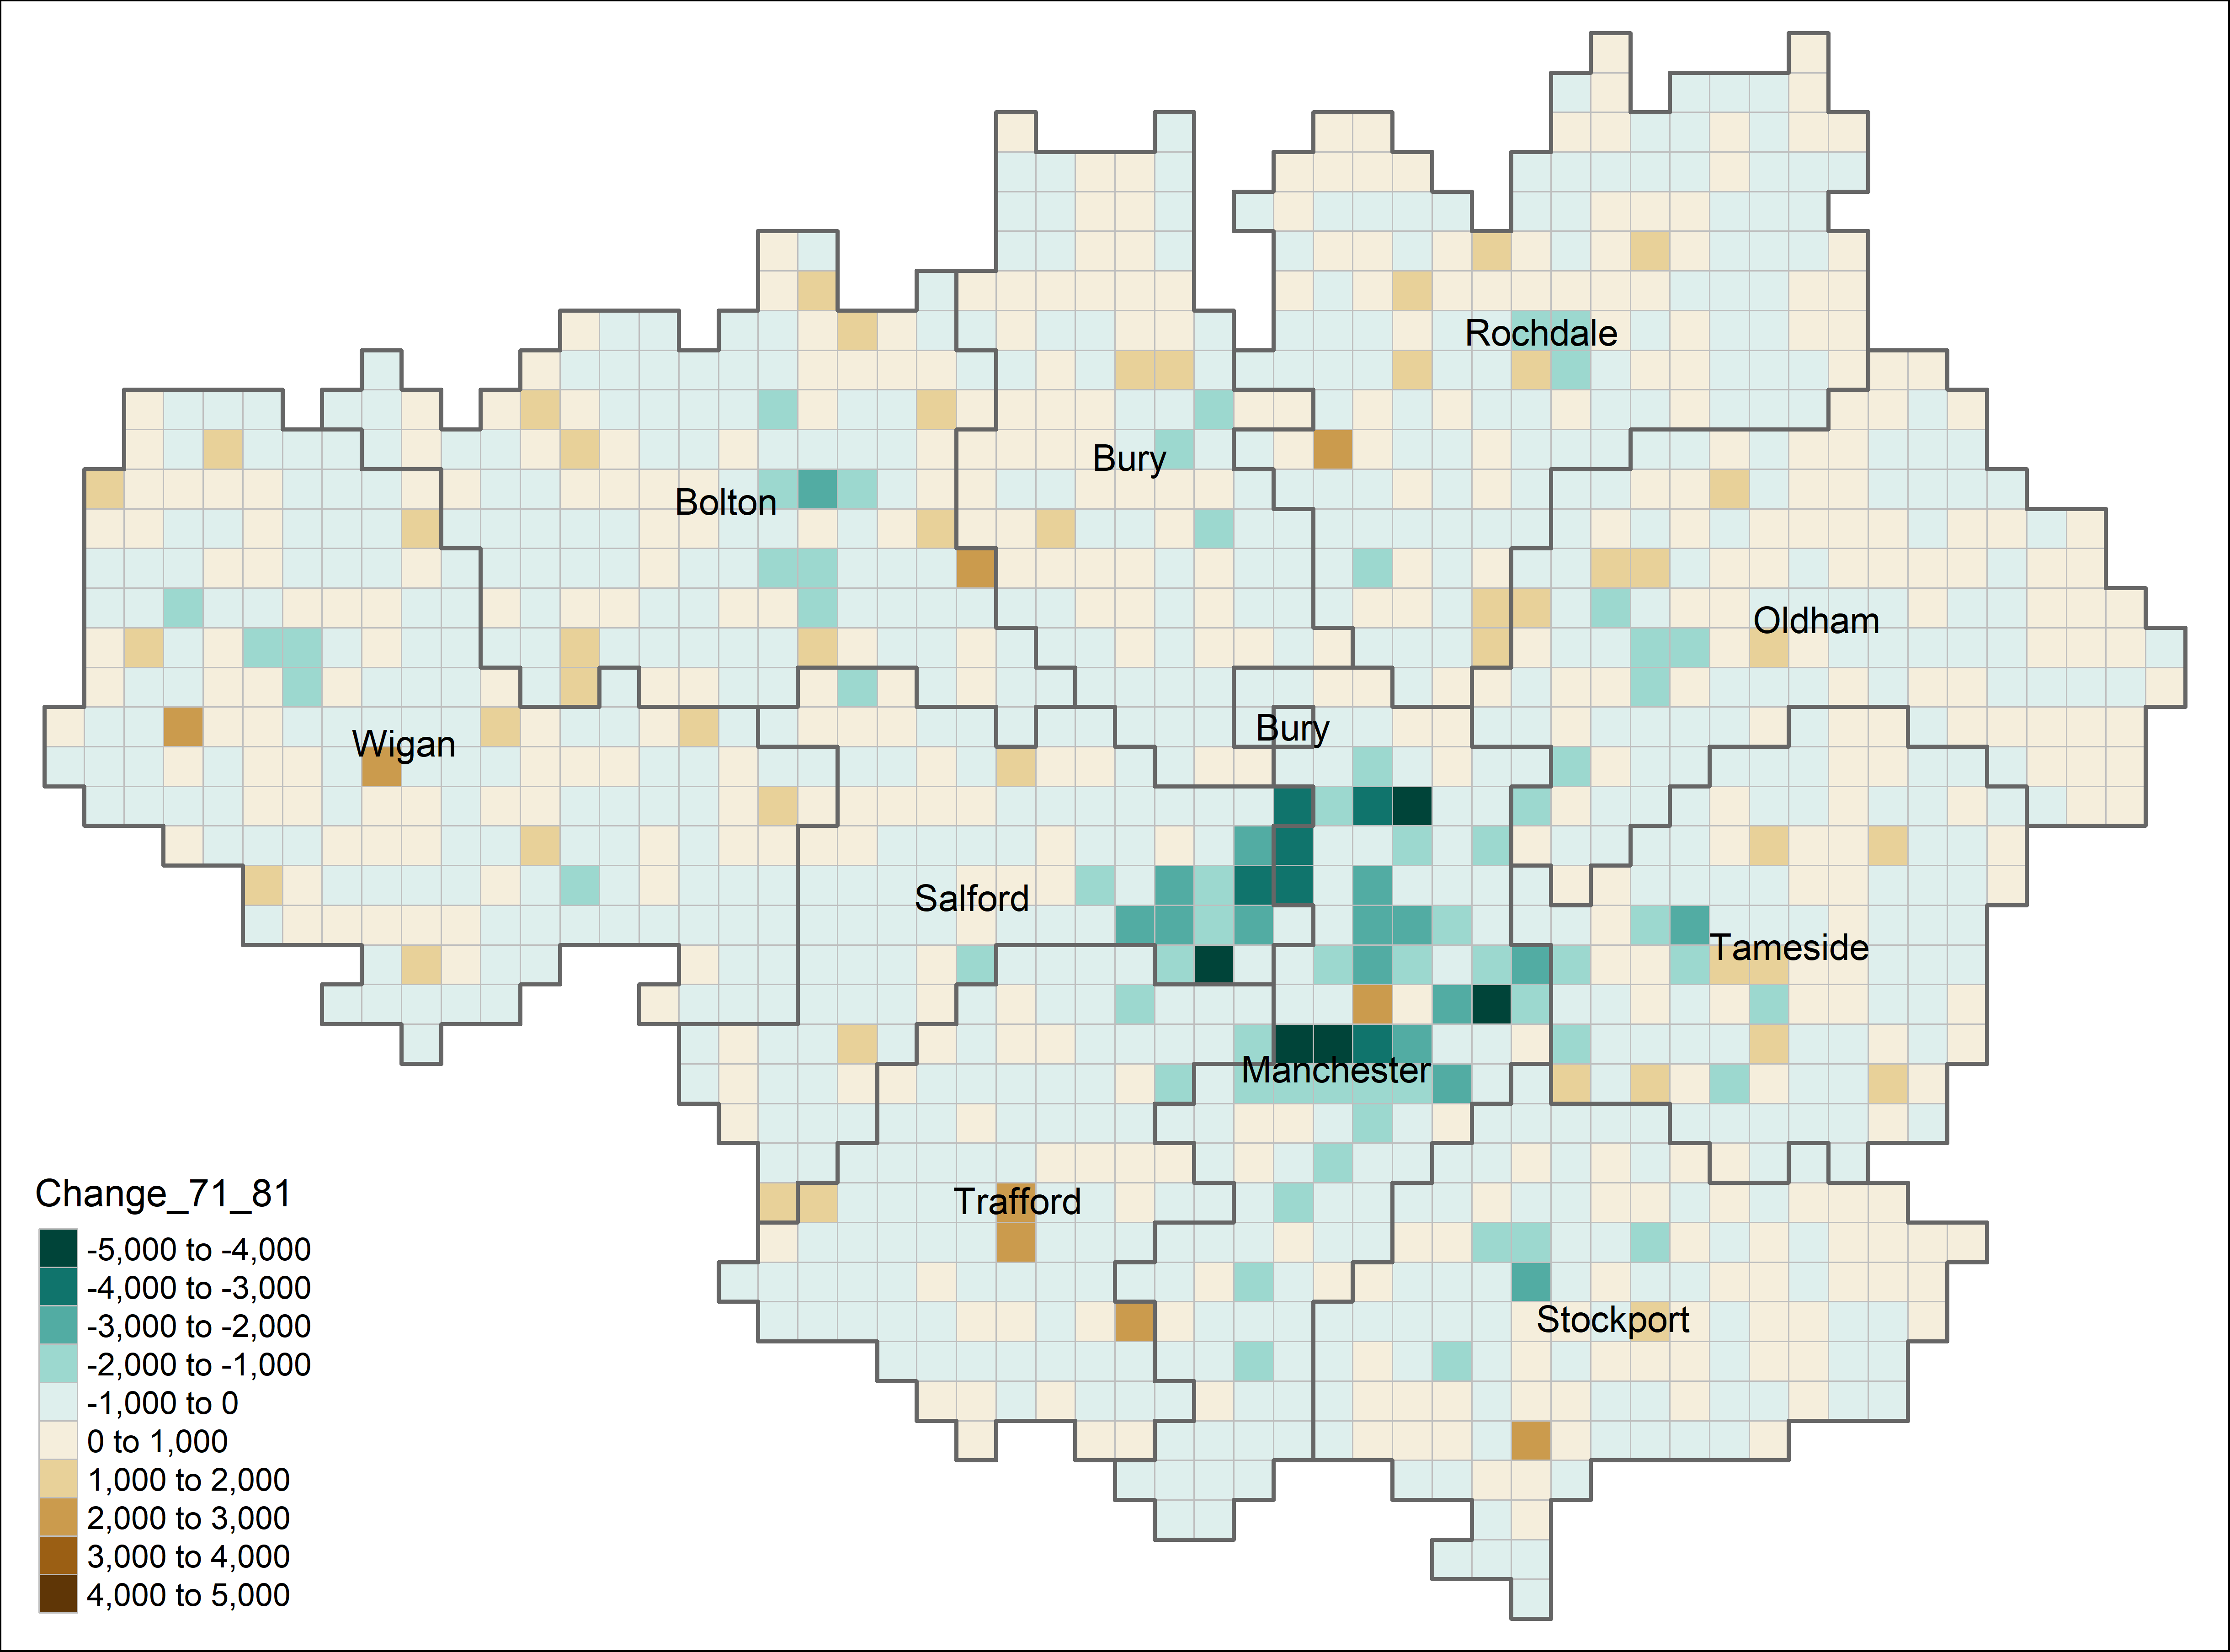 Rochdale
Bury
Bolton
Oldham
Bury
Wigan
Salford
Tameside
Manchester
Trafford
Stockport
Change_71_81
-5,000 to -4,000
-4,000 to -3,000
-3,000 to -2,000
-2,000 to -1,000
-1,000 to 0
0 to 1,000
1,000 to 2,000
2,000 to 3,000
3,000 to 4,000
4,000 to 5,000